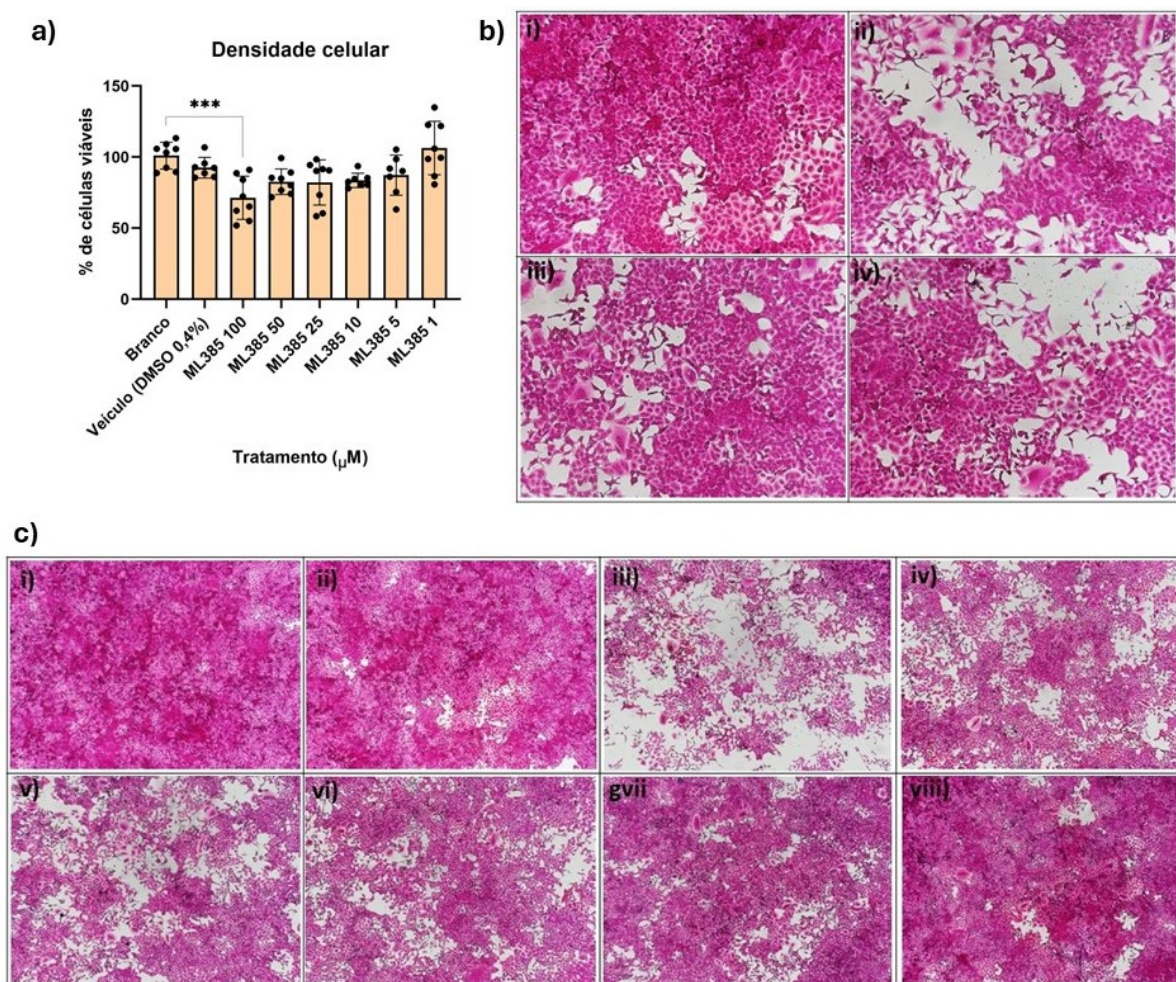 a)
Densidade celular
150
***
100
50
0
% de células viáveis
Branco
Veículo (DMSO 0,4%)
ML385 100
ML385 50
ML385 25
ML385 10
ML385 5
ML385 1
Tratamento (µM)
b)
i)
ii)
iii)
iv)
c)
i)
ii)
iii)
iv)
v)
vi)
gvii
viii)